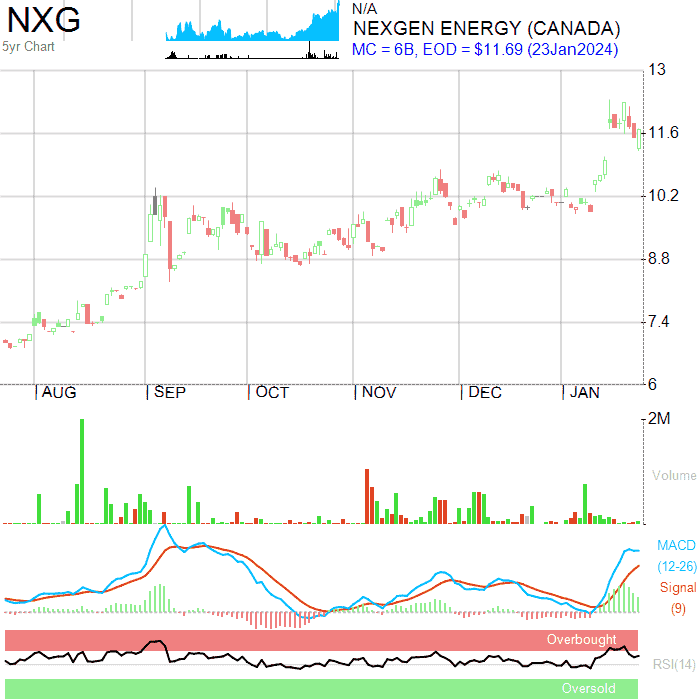 NXG
5yr Chart
N/A
NEXGEN ENERGY (CANADA)
MC = 6B, EOD = $11.69 (23Jan2024)
13
11.6
10.2
8.8
7.4
6
AUG
SEP
OCT
NOV
DEC
JAN
2M
Volume
MACD
(12-26)
Signal
(9)
Overbought
RSI(14)
Oversold